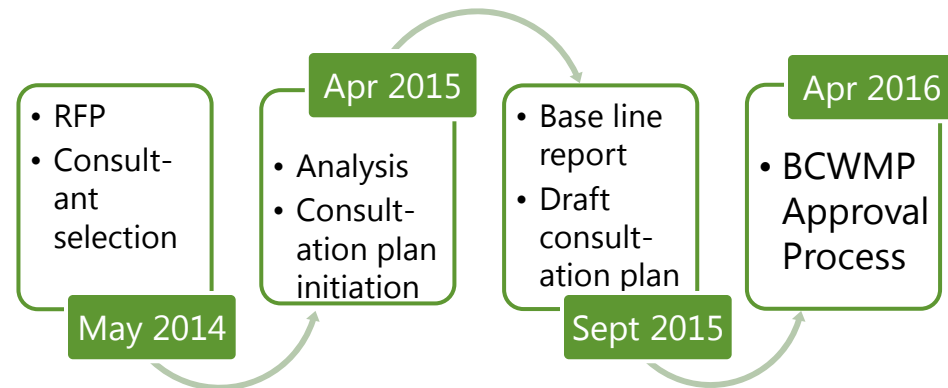 • RFP
• Consult-
ant
selection
May 2014
Apr 2015
• Analysis
• Consult-
ation plan
initiation
• Base line
report
• Draft
consult-
ation plan
Sept 2015
Apr 2016
• BCWMP
Approval
Process